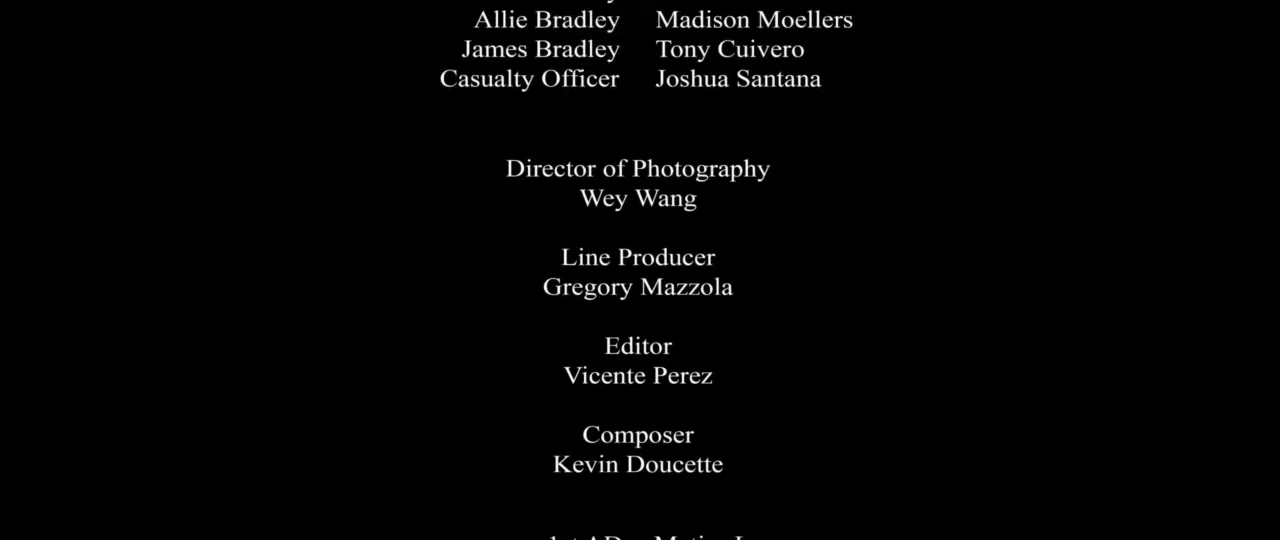 Allie Bradley Madison Moellers
James Bradley Tony Cuivero
Casualty Officer Joshua Santana
Director of Photography
Wey Wang
Line Producer
Gregory Mazzola
Editor
Vicente Perez
Composer
Kevin Doucette